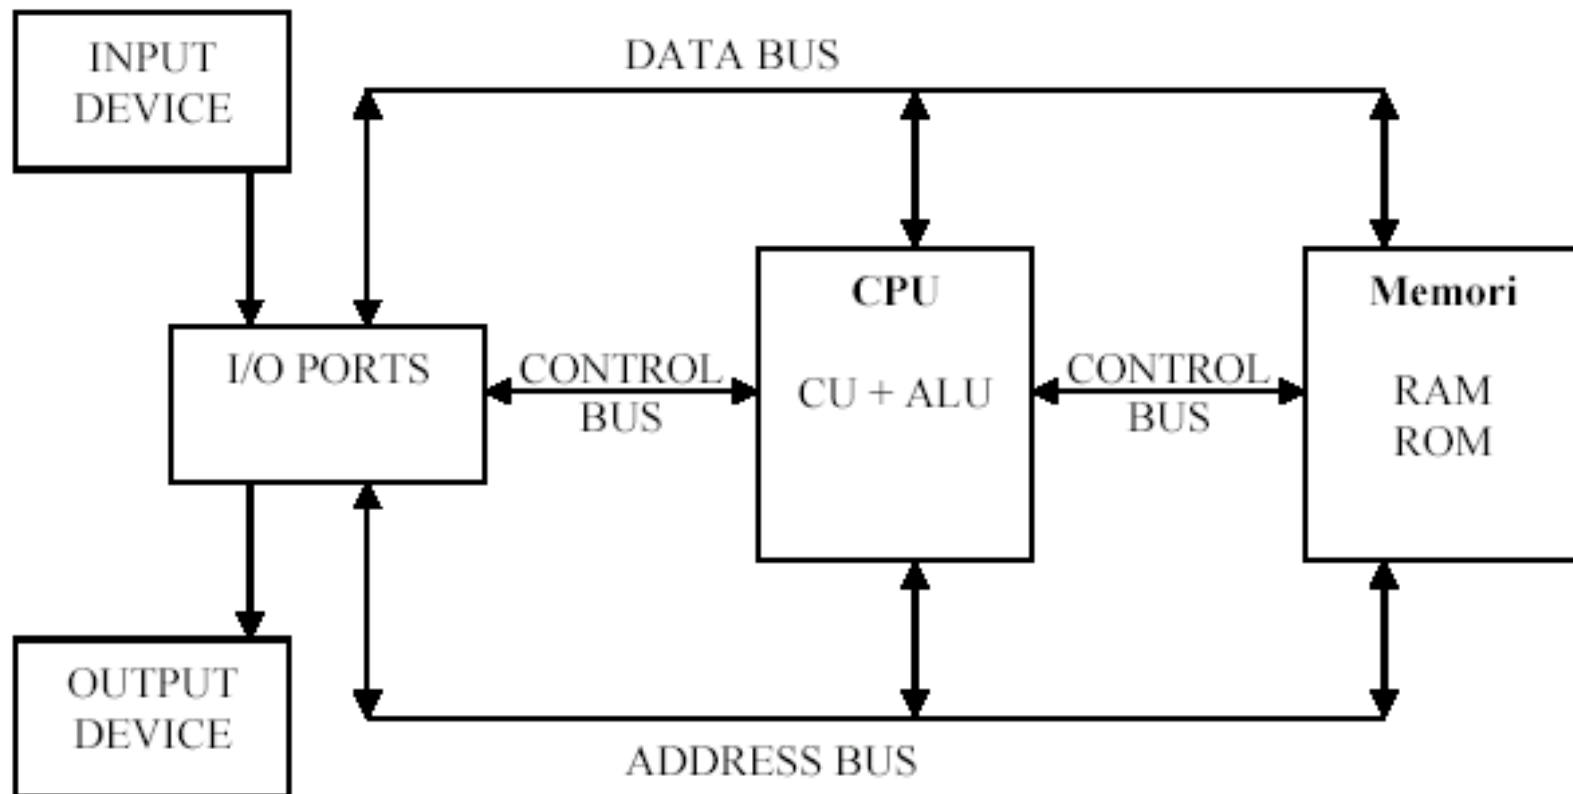 INPUT
DEVICE
DATA BUS
CPU
CU + ALU
Memori
RAM
ROM
I/O PORTS
CONTROL
BUS
CONTROL
BUS
OUTPUT
DEVICE
ADDRESS BUS